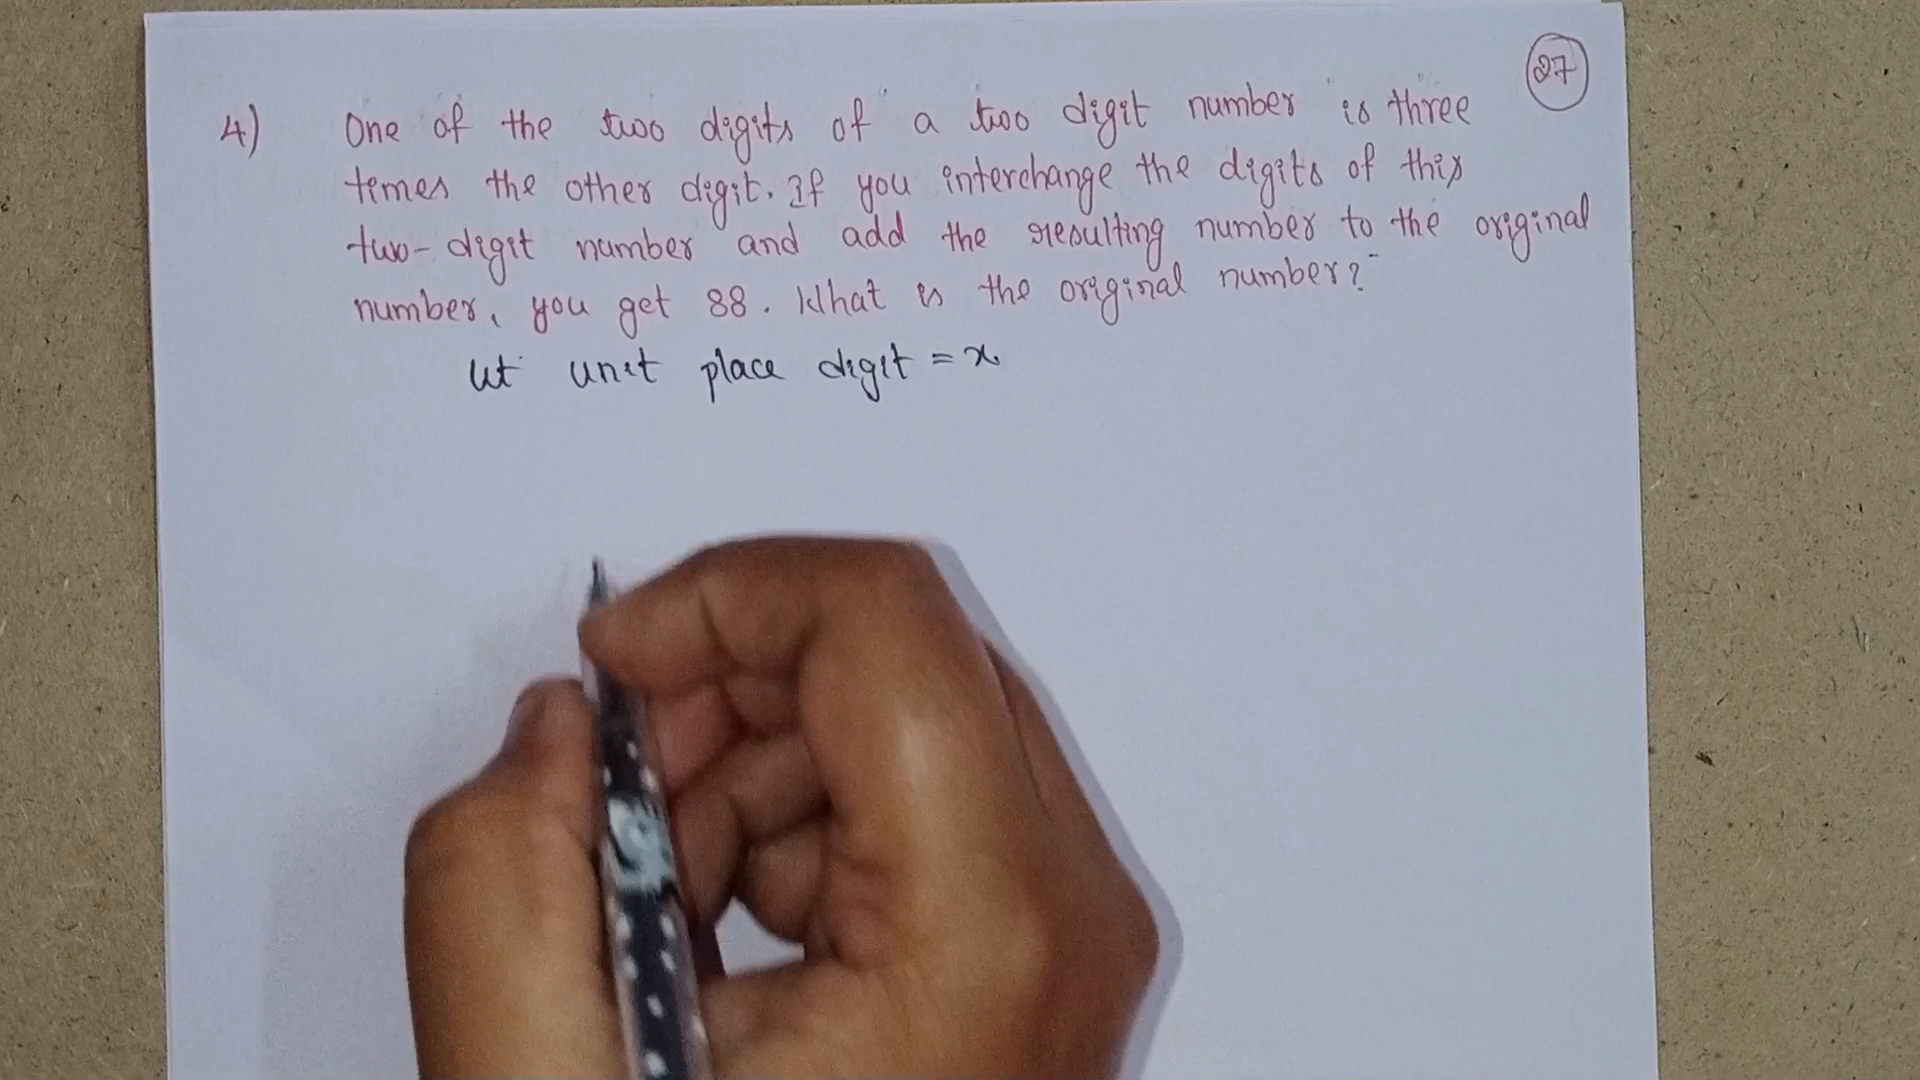 27
4) One of the two digits of a two digit number is three
times the other digit. If you interchange the digits of this
two-digit number and add the resulting number to the original
number, you get 88. What is the original number?
Let unit place digit = x